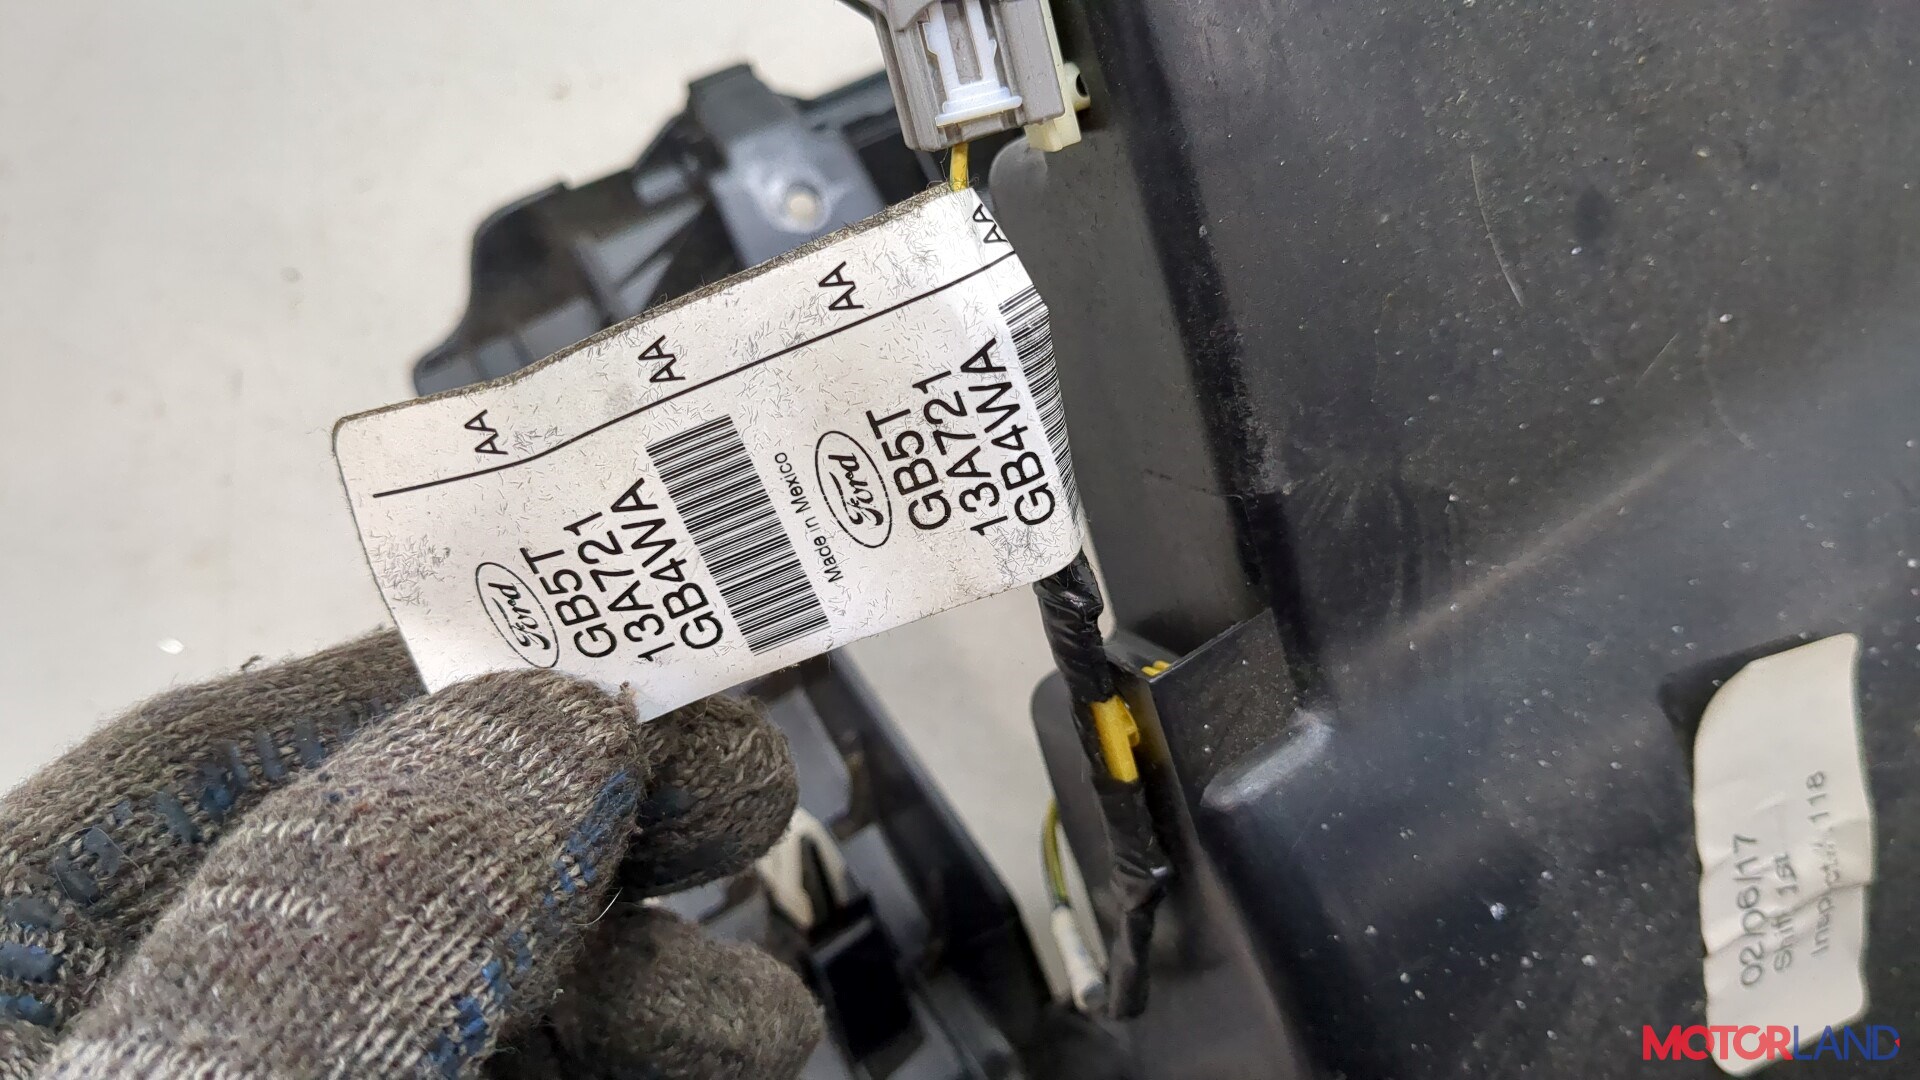 AA
AA
AA
AA
Ford
GB5T
13A721
GB4WA
Made in Mexico
Ford
GB5T
13A721
GB4WA
02/06/17
Shift 1st
118
MOTORLAND